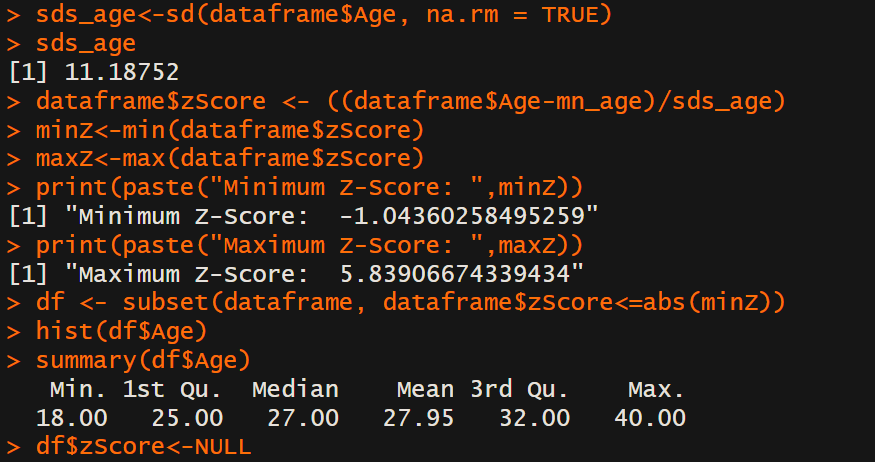 > sds_age<-sd(dataframe$Age, na.rm = TRUE)
> sds_age
[1] 11.18752
> dataframe$zScore <- ((dataframe$Age-mn_age)/sds_age)
> minZ<-min(dataframe$zScore)
> maxZ<-max(dataframe$zScore)
> print(paste("Minimum Z-Score: ",minZ))
[1] "Minimum Z-Score:  -1.04360258495259"
> print(paste("Maximum Z-Score: ",maxZ))
[1] "Maximum Z-Score:  5.83906674339434"
> df <- subset(dataframe, dataframe$zScore<=abs(minZ))
> hist(df$Age)
> summary(df$Age)
   Min. 1st Qu.  Median    Mean 3rd Qu.    Max.
  18.00   25.00   27.00   27.95   32.00   40.00
> df$zScore<-NULL